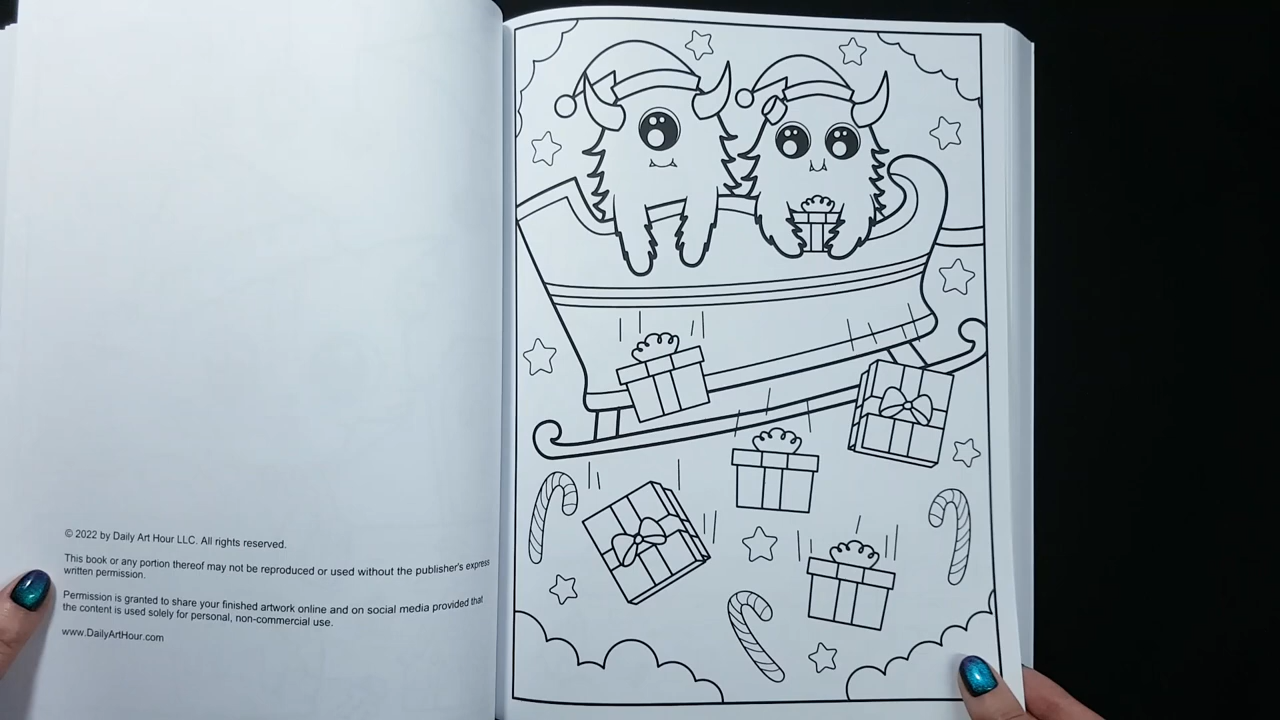 © 2022 by Daily Art Hour LLC. All rights reserved.
This book or any portion thereof may not be reproduced or used without the publisher's express
written permission.
Permission is granted to share your finished artwork online and on social media provided that
the content is used solely for personal, non-commercial use.
www.DailyArtHour.com